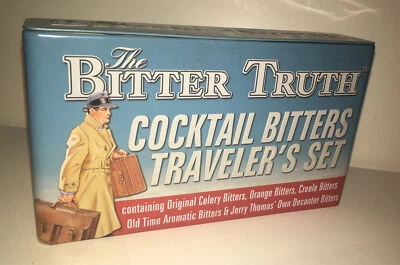 The
BITTER TRUTH™
COCKTAIL BITTERS
TRAVELER'S SET
containing Original Celery Bitters, Orange Bitters, Creole Bitters
Old Time Aromatic Bitters & Jerry Thomas' Own Decanter Bitters